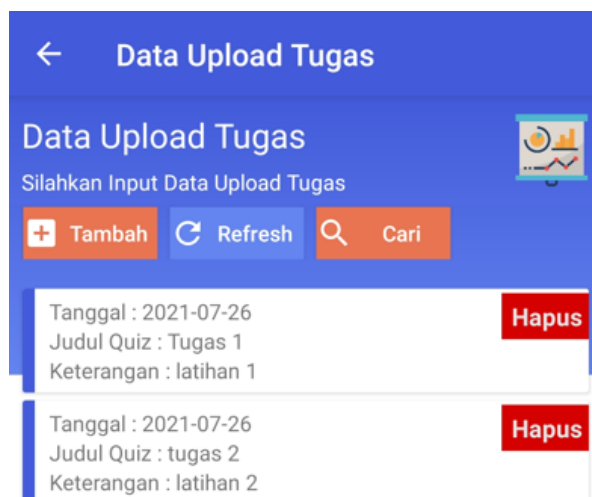 Data Upload Tugas
Data Upload Tugas
Silahkan Input Data Upload Tugas
Tambah
Refresh
Cari
Tanggal : 2021-07-26
Hapus
Judul Quiz : Tugas 1
Keterangan : latihan 1
Tanggal : 2021-07-26
Hapus
Judul Quiz : tugas 2
Keterangan : latihan 2